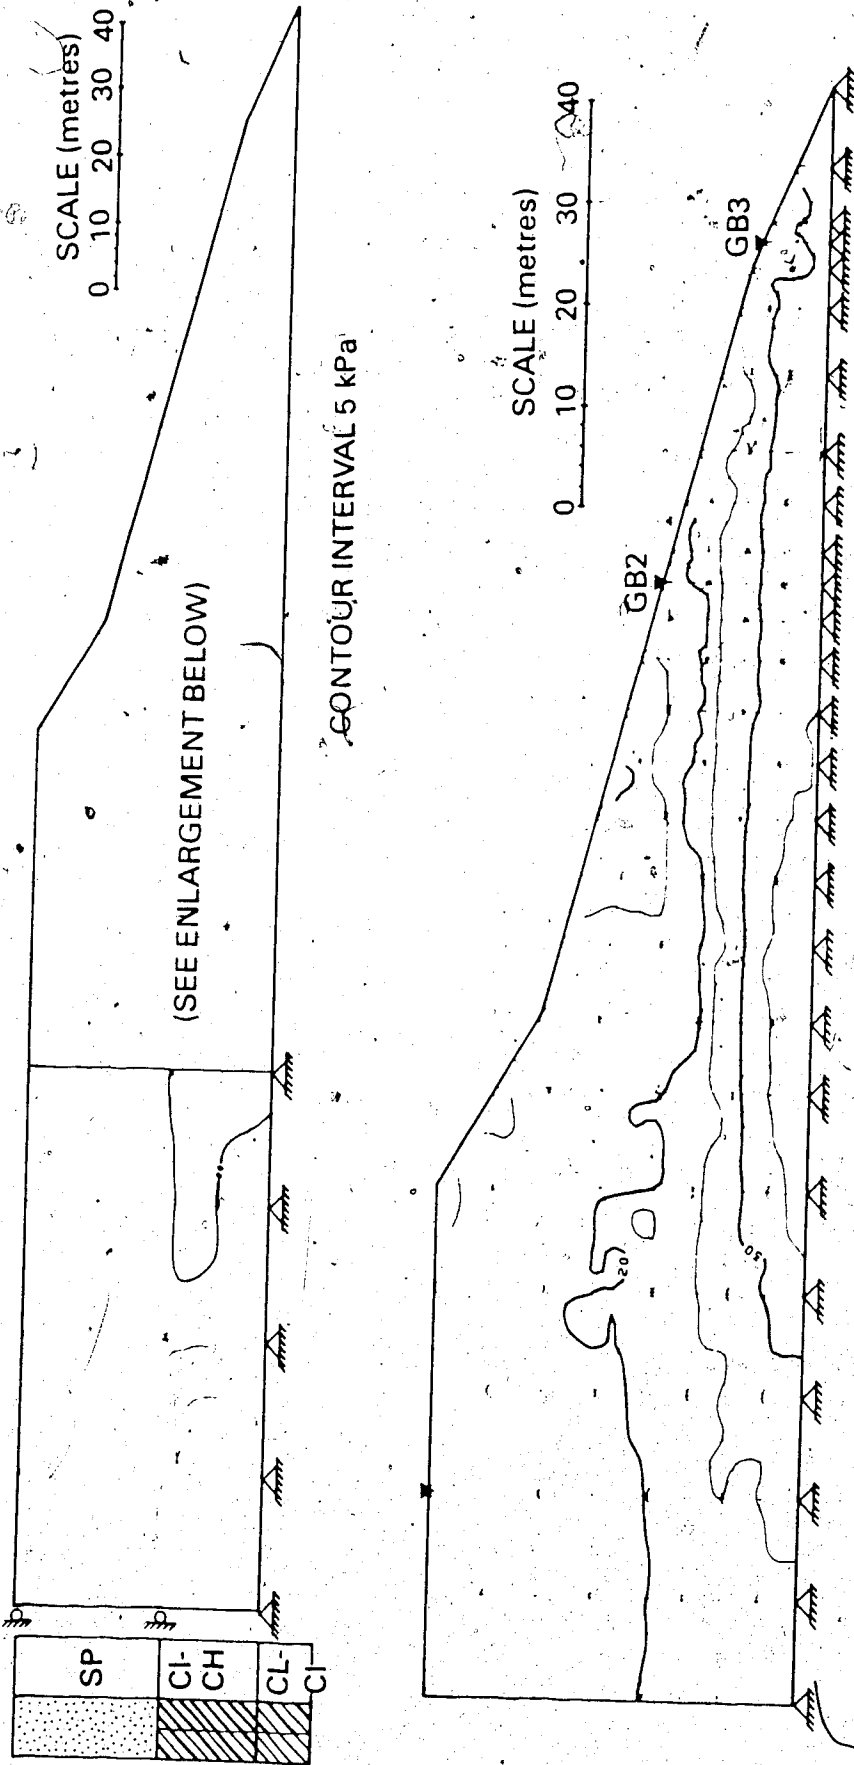 SCALE (metres)
0 10 20 30 40
(SEE ENLARGEMENT BELOW)
SP
CI-
CH
CL-
CI
CONTOUR INTERVAL 5 kPa
SCALE (metres)
0 10 20 30 40
GB2
GB3
20
30